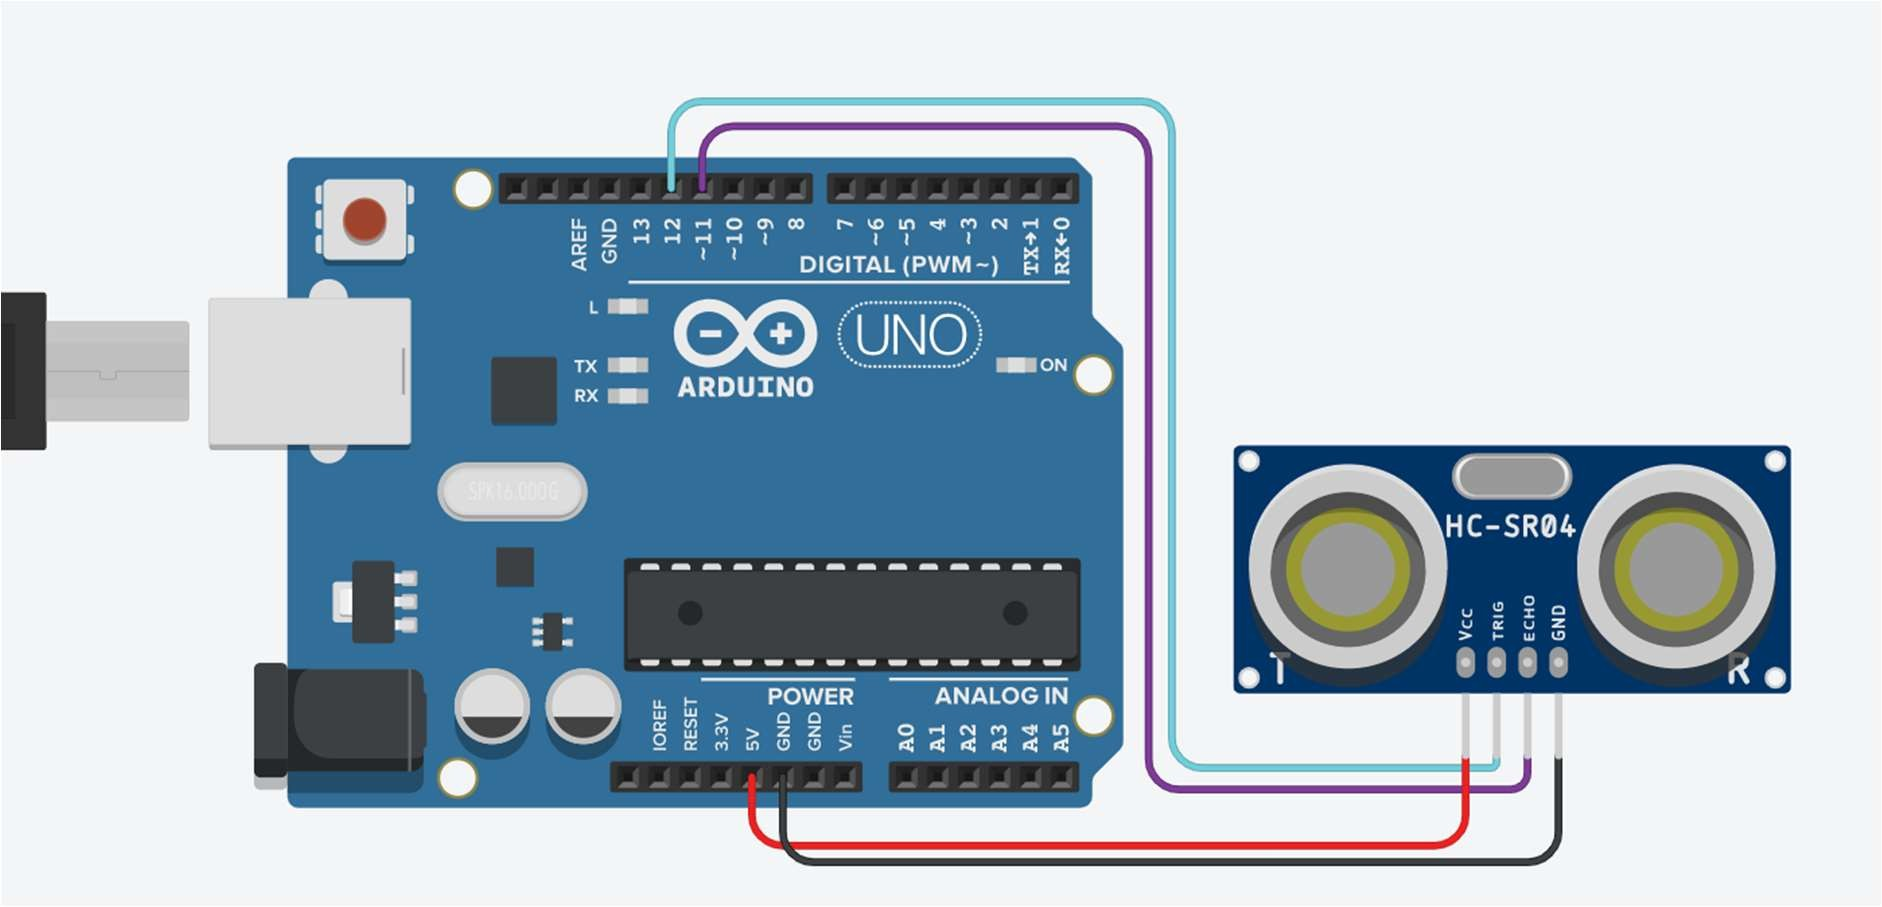 AREF
GND
13
12
~11
~10
~9
8
7
~6
~5
4
~3
2
TX→1
RX←0
DIGITAL (PWM~)
L
TX
RX
ARDUINO
UNO
ON
SPK16.000G
HC-SR04
VCC
TRIG
ECHO
GND
T
R
POWER
ANALOG IN
IOREF
RESET
3.3V
5V
GND
GND
Vin
A0
A1
A2
A3
A4
A5